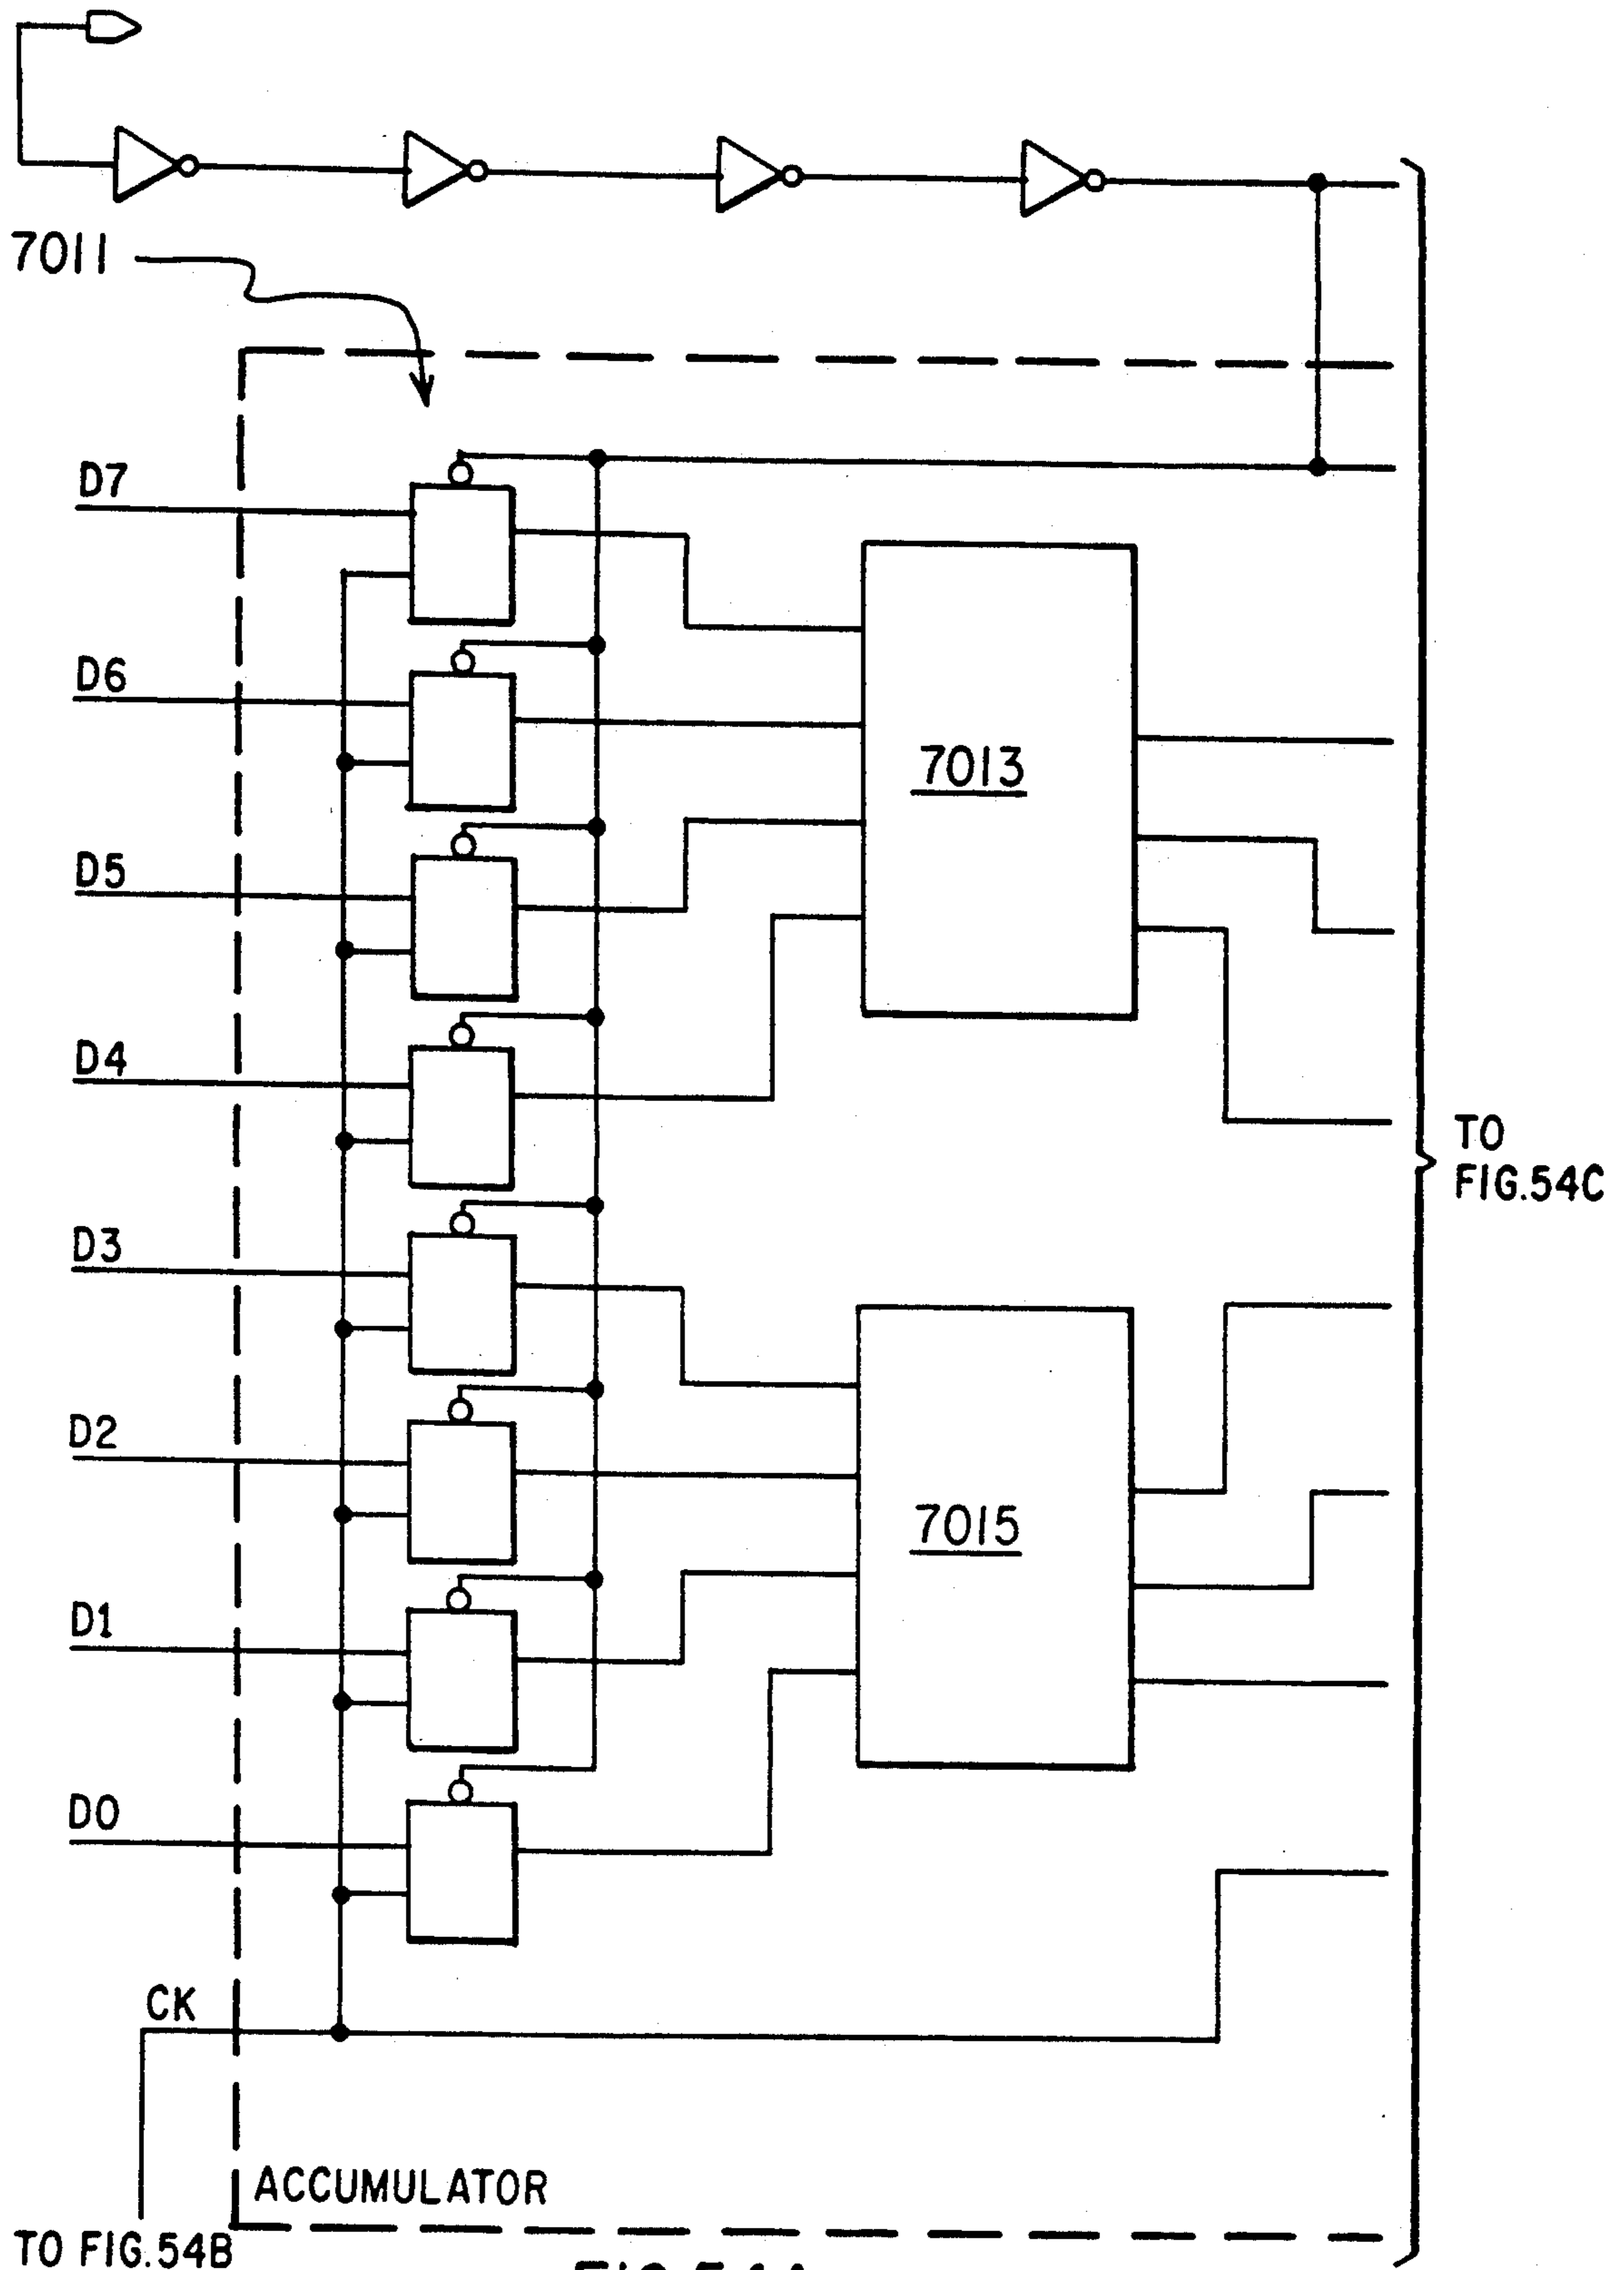 7011
D7
D6
7013
D5
D4
TO
FIG.54C
D3
D2
7015
D1
D0
CK
ACCUMULATOR
TO FIG.54B